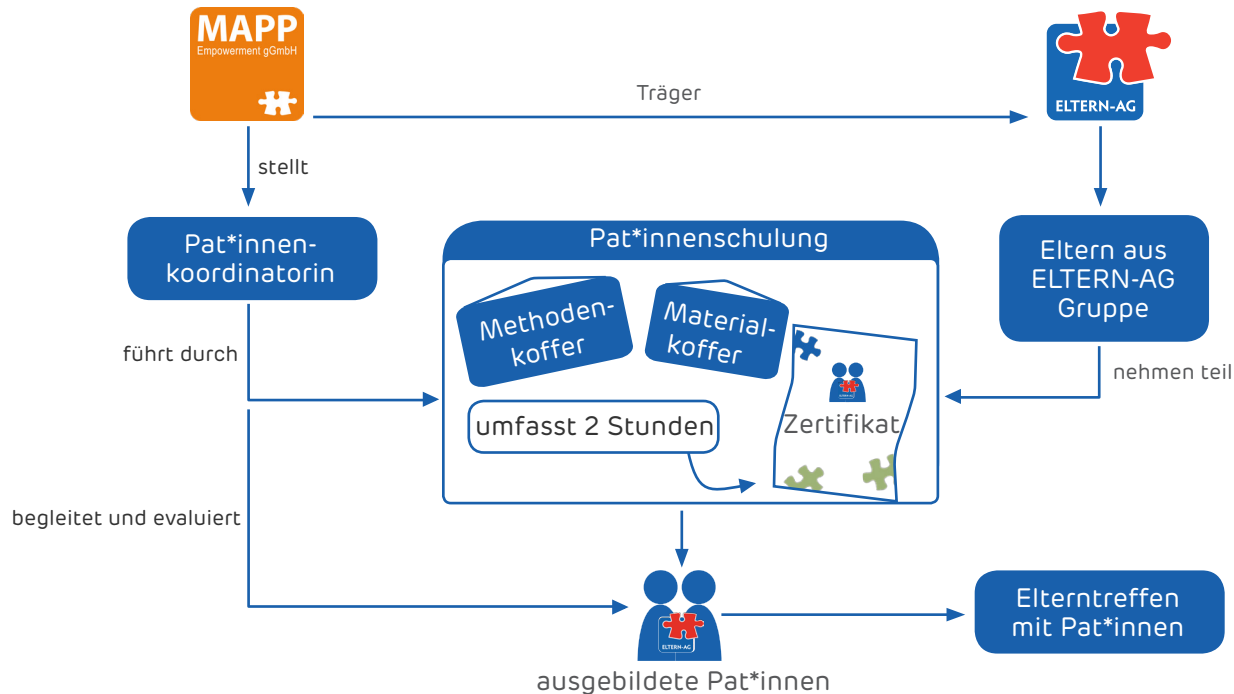 MAPP
Empowerment gGmbH
Träger
ELTERN-AG
stellt
Pat*innen-
koordinatorin
Pat*innenschulung
Eltern aus
ELTERN-AG
Gruppe
Methoden-
koffer
Material-
koffer
führt durch
nehmen teil
umfasst 2 Stunden
Zertifikat
begleitet und evaluiert
ELTERN-AG
Elterntreffen
mit Pat*innen
ausgebildete Pat*innen